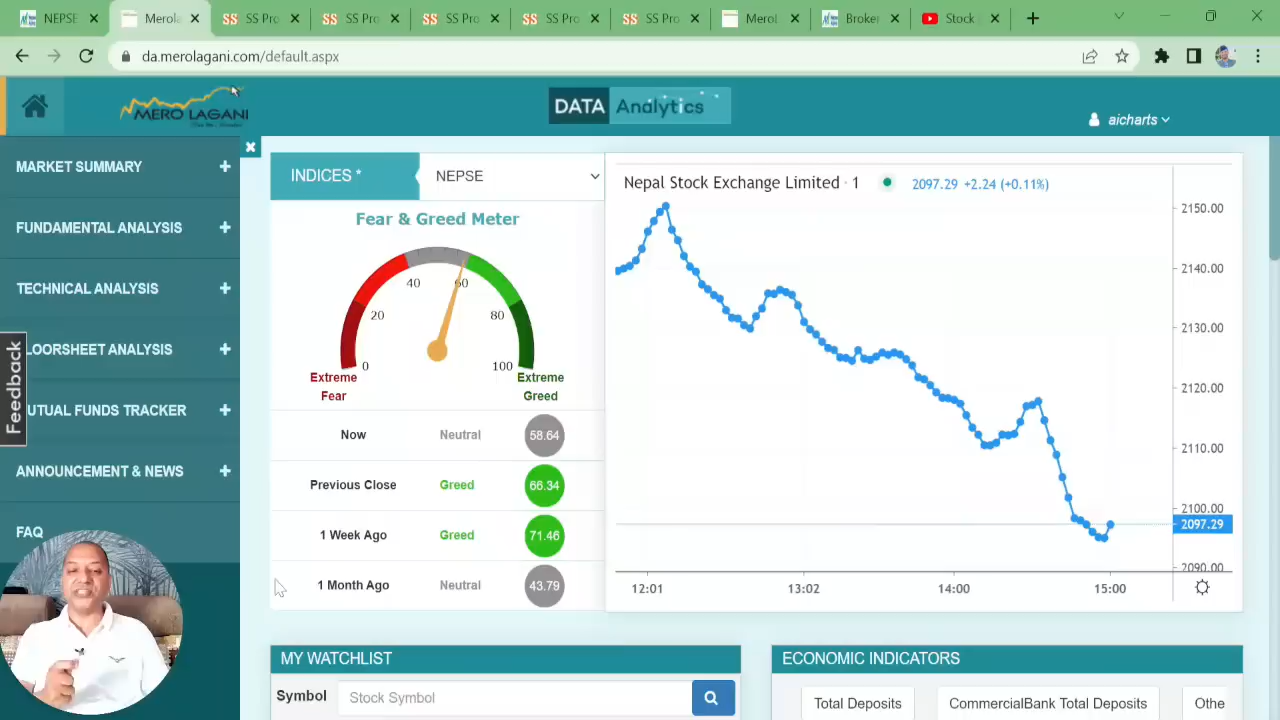 NEPSE
Merola
SS Pro
SS Pro
SS Pro
SS Pro
SS Pro
Merol
Broker
Stock
da.merolagani.com/default.aspx
MERO LAGANI
DATA Analytics
aicharts
MARKET SUMMARY
FUNDAMENTAL ANALYSIS
TECHNICAL ANALYSIS
LOORSHEET ANALYSIS
UTUAL FUNDS TRACKER
ANNOUNCEMENT & NEWS
FAQ
Feedback
INDICES *
NEPSE
Fear & Greed Meter
0
20
40
60
80
100
Extreme Fear
Extreme Greed
Now Neutral 58.64
Previous Close Greed 66.34
1 Week Ago Greed 71.46
1 Month Ago Neutral 43.79
Nepal Stock Exchange Limited · 1 2097.29 +2.24 (+0.11%)
2150.00
2140.00
2130.00
2120.00
2110.00
2100.00
2097.29
2090.00
12:01 13:02 14:00 15:00
MY WATCHLIST
Symbol Stock Symbol
ECONOMIC INDICATORS
Total Deposits CommercialBank Total Deposits Othe